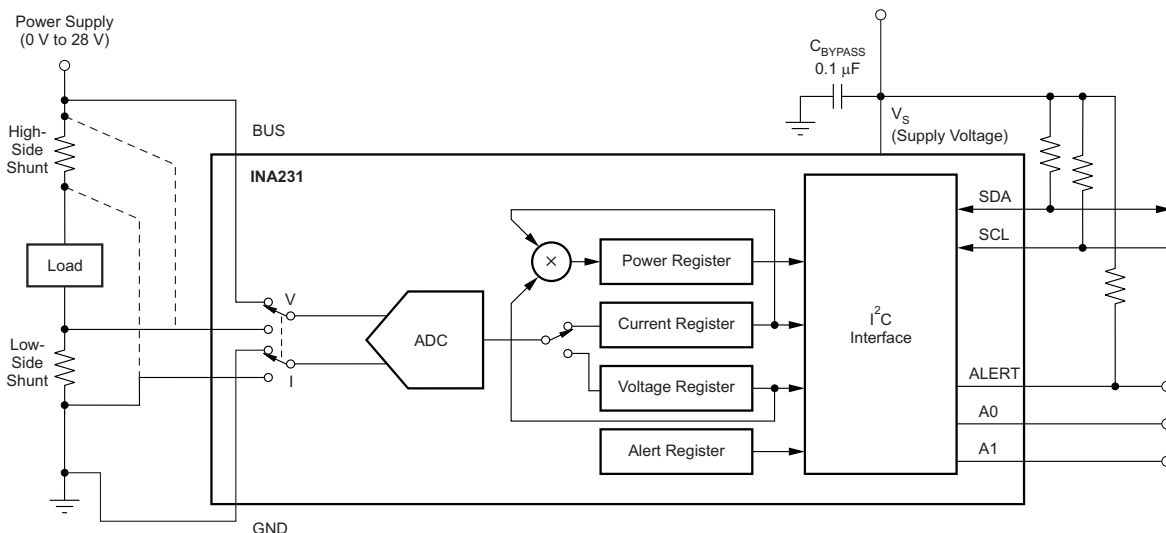 Power Supply
(0 V to 28 V)
C_BYPASS
0.1 μF
V_S
(Supply Voltage)
High-
Side
Shunt
BUS
INA231
SDA
SCL
Load
Power Register
×
V
ADC
Current Register
I²C
Interface
Low-
Side
Shunt
I
Voltage Register
ALERT
A0
Alert Register
A1
GND